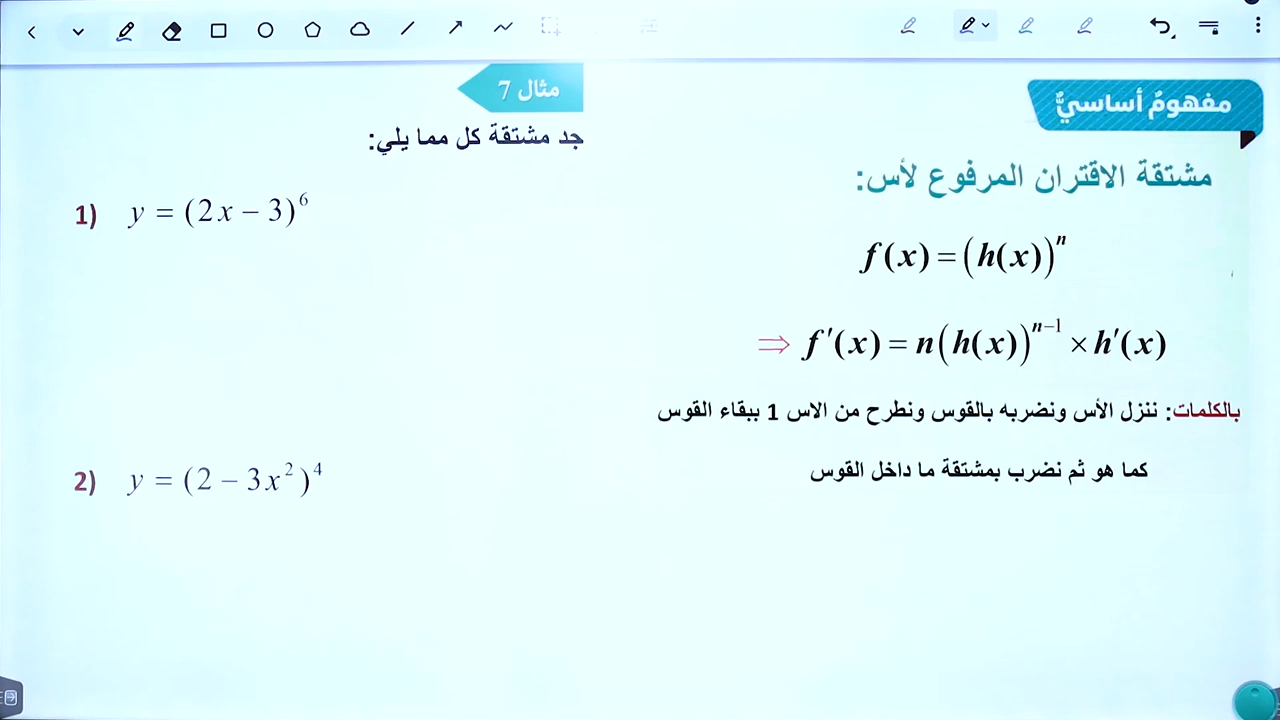 مفهومٌ أساسيٌّ
مشتقة الاقتران المرفوع لأس:
f(x) = (h(x))^n
⇒ f′(x) = n(h(x))^{n−1} × h′(x)
بالكلمات: ننزل الأس ونضربه بالقوس ونطرح من الاس 1 ببقاء القوس
كما هو ثم نضرب بمشتقة ما داخل القوس
مثال 7
جد مشتقة كل مما يلي:
1) y = (2x − 3)^6
2) y = (2 − 3x^2)^4